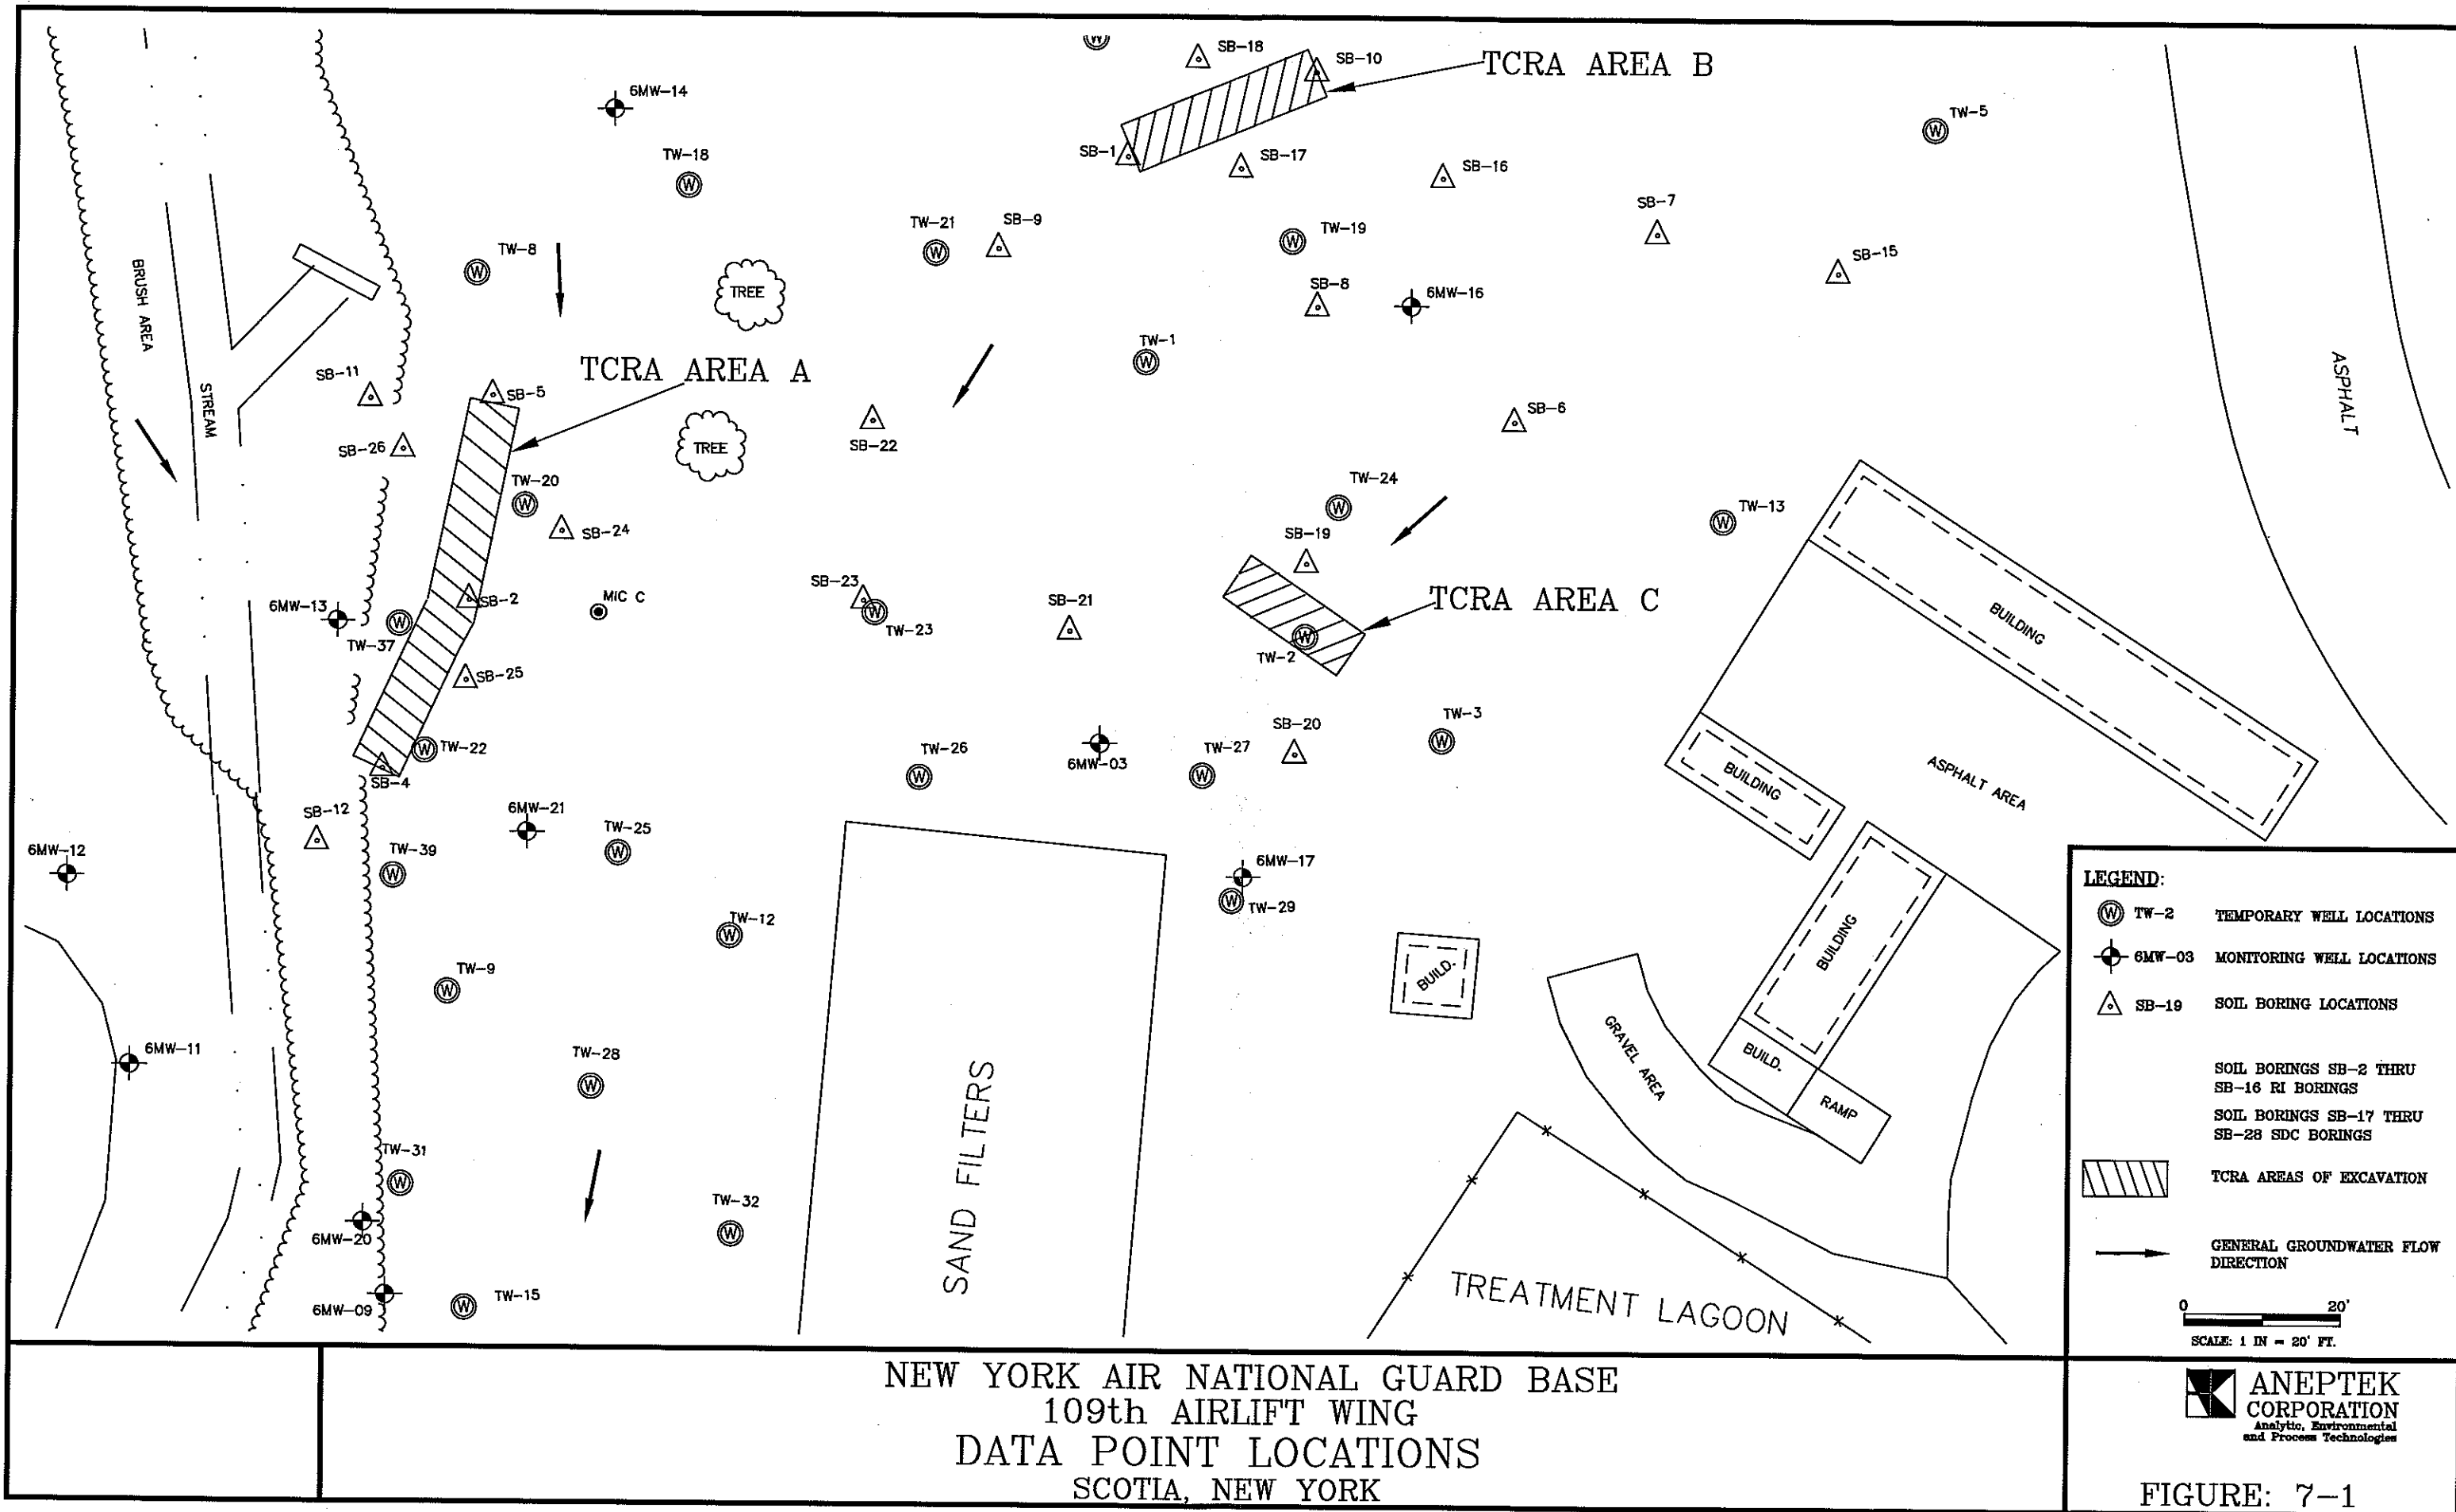 SB-18
SB-10
TCRA AREA B
6MW-14
TW-5
TW-18
SB-1
SB-17
SB-16
SB-7
TW-21
SB-9
TW-19
TW-8
SB-15
BRUSH AREA
TREE
SB-8
6MW-16
TW-1
TCRA AREA A
SB-11
SB-5
STREAM
ASPHALT
SB-6
SB-22
SB-26
TREE
TW-20
TW-24
TW-13
SB-24
SB-19
SB-23
MIC C
SB-2
SB-21
TCRA AREA C
6MW-13
TW-23
BUILDING
TW-37
TW-2
SB-25
TW-22
TW-26
6MW-03
TW-27
SB-20
TW-3
SB-4
BUILDING
ASPHALT AREA
SB-12
6MW-21
TW-25
6MW-12
TW-39
6MW-17
TW-29
TW-12
BUILDING
TW-9
BUILD.
6MW-11
TW-28
GRAVEL AREA
BUILD.
RAMP
TW-31
SAND FILTERS
TW-32
6MW-20
6MW-09
TW-15
TREATMENT LAGOON
LEGEND:
W TW-2 TEMPORARY WELL LOCATIONS
6MW-03 MONITORING WELL LOCATIONS
SB-19 SOIL BORING LOCATIONS
SOIL BORINGS SB-2 THRU
SB-16 RI BORINGS
SOIL BORINGS SB-17 THRU
SB-28 SDC BORINGS
TCRA AREAS OF EXCAVATION
GENERAL GROUNDWATER FLOW
DIRECTION
0 20'
SCALE: 1 IN = 20' FT.
NEW YORK AIR NATIONAL GUARD BASE
109th AIRLIFT WING
DATA POINT LOCATIONS
SCOTIA, NEW YORK
ANEPTEK
CORPORATION
Analytic, Environmental
and Process Technologies
FIGURE: 7-1